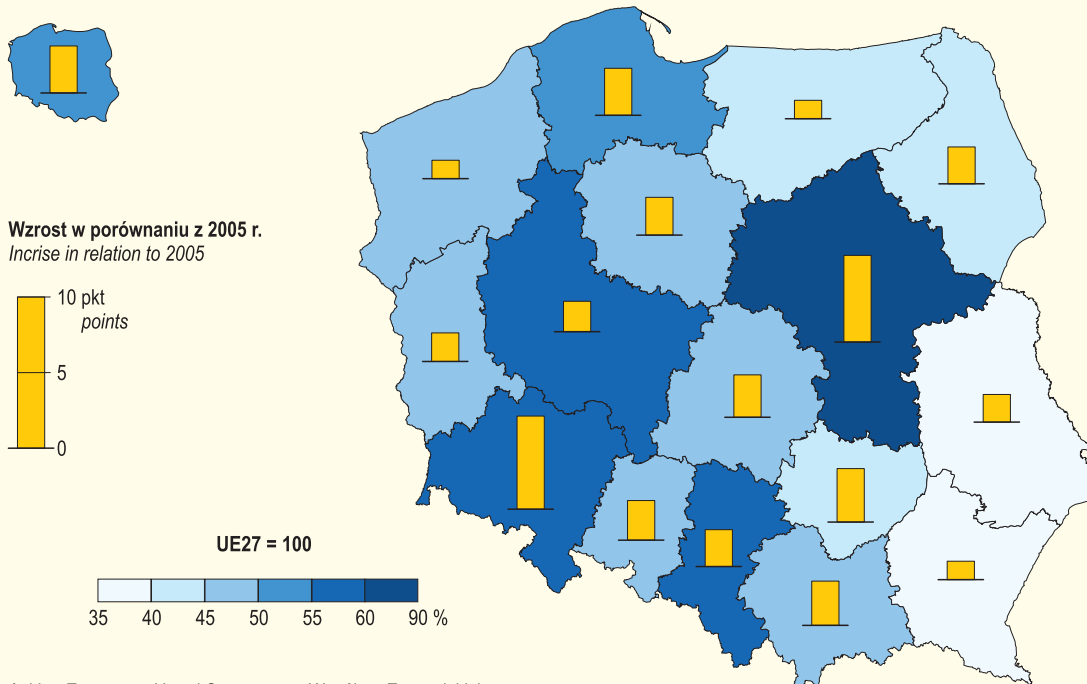 Wzrost w porównaniu z 2005 r.
Incrise in relation to 2005
10 pkt
points
5
0
UE27 = 100
35 40 45 50 55 60 90 %